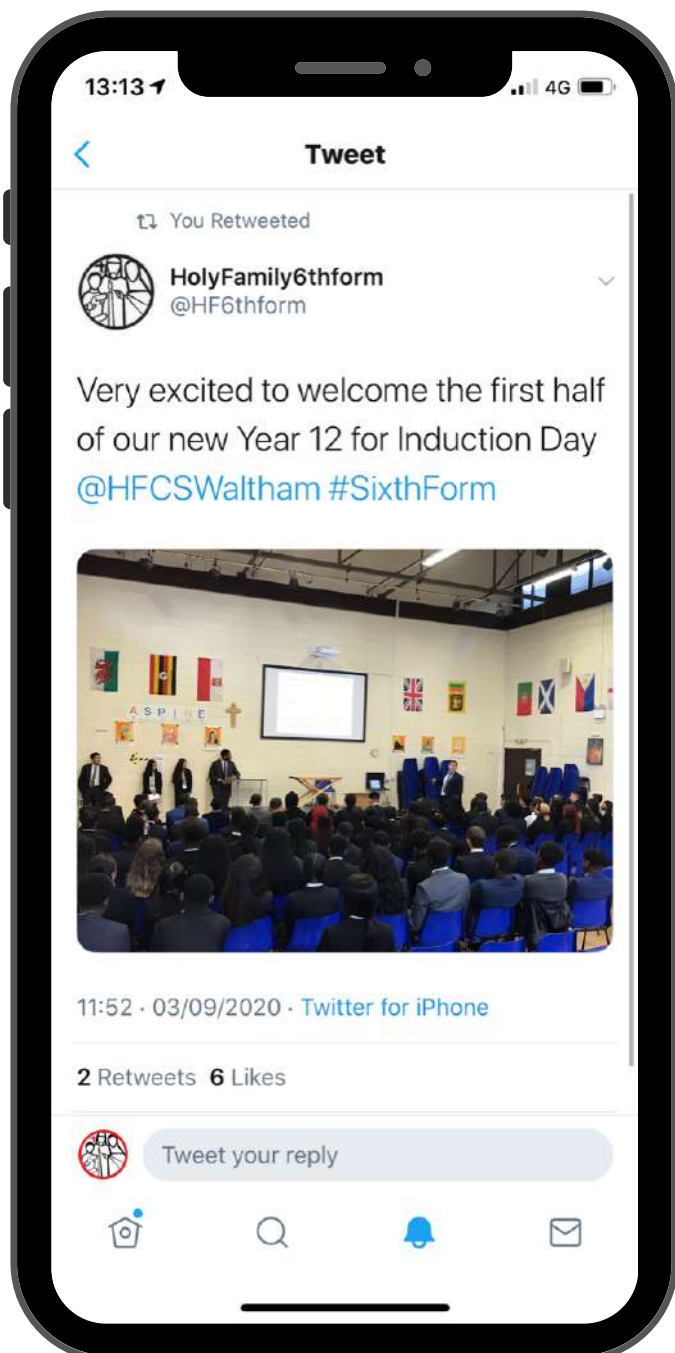 13:13
4G
Tweet
You Retweeted
HolyFamily6thform
@HF6thform
Very excited to welcome the first half
of our new Year 12 for Induction Day
@HFCSWaltham #SixthForm
ASPIRE
11:52 · 03/09/2020 · Twitter for iPhone
2 Retweets 6 Likes
Tweet your reply